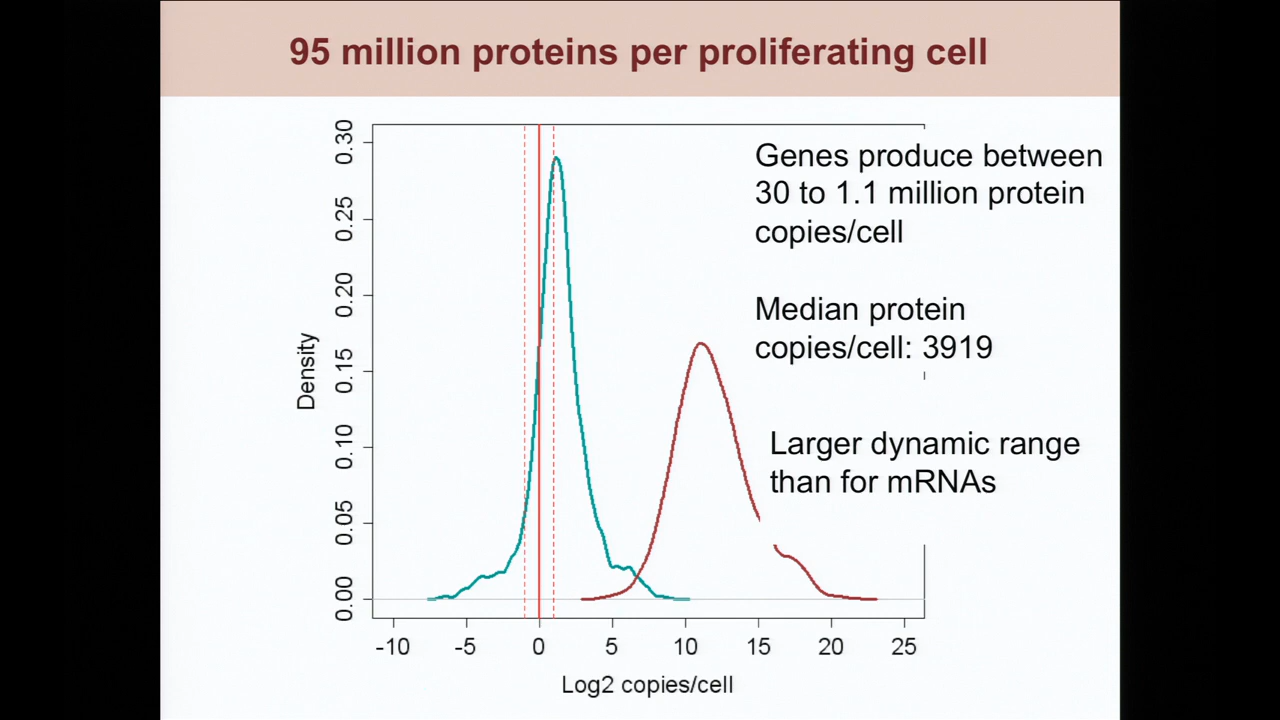 95 million proteins per proliferating cell
Genes produce between
30 to 1.1 million protein
copies/cell
Median protein
copies/cell: 3919
Larger dynamic range
than for mRNAs
Density
0.30
0.25
0.20
0.15
0.10
0.05
0.00
-10 -5 0 5 10 15 20 25
Log2 copies/cell